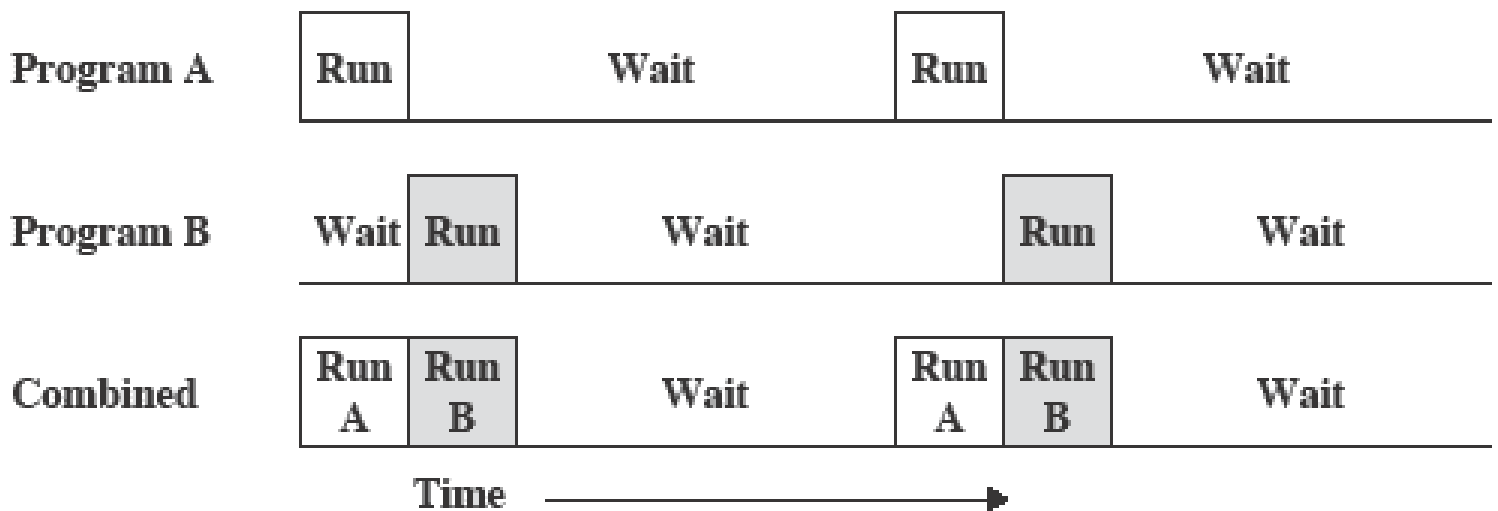 Program A Run Wait Run Wait
Program B Wait Run Wait Run Wait
Combined Run A Run B Wait Run A Run B Wait
Time